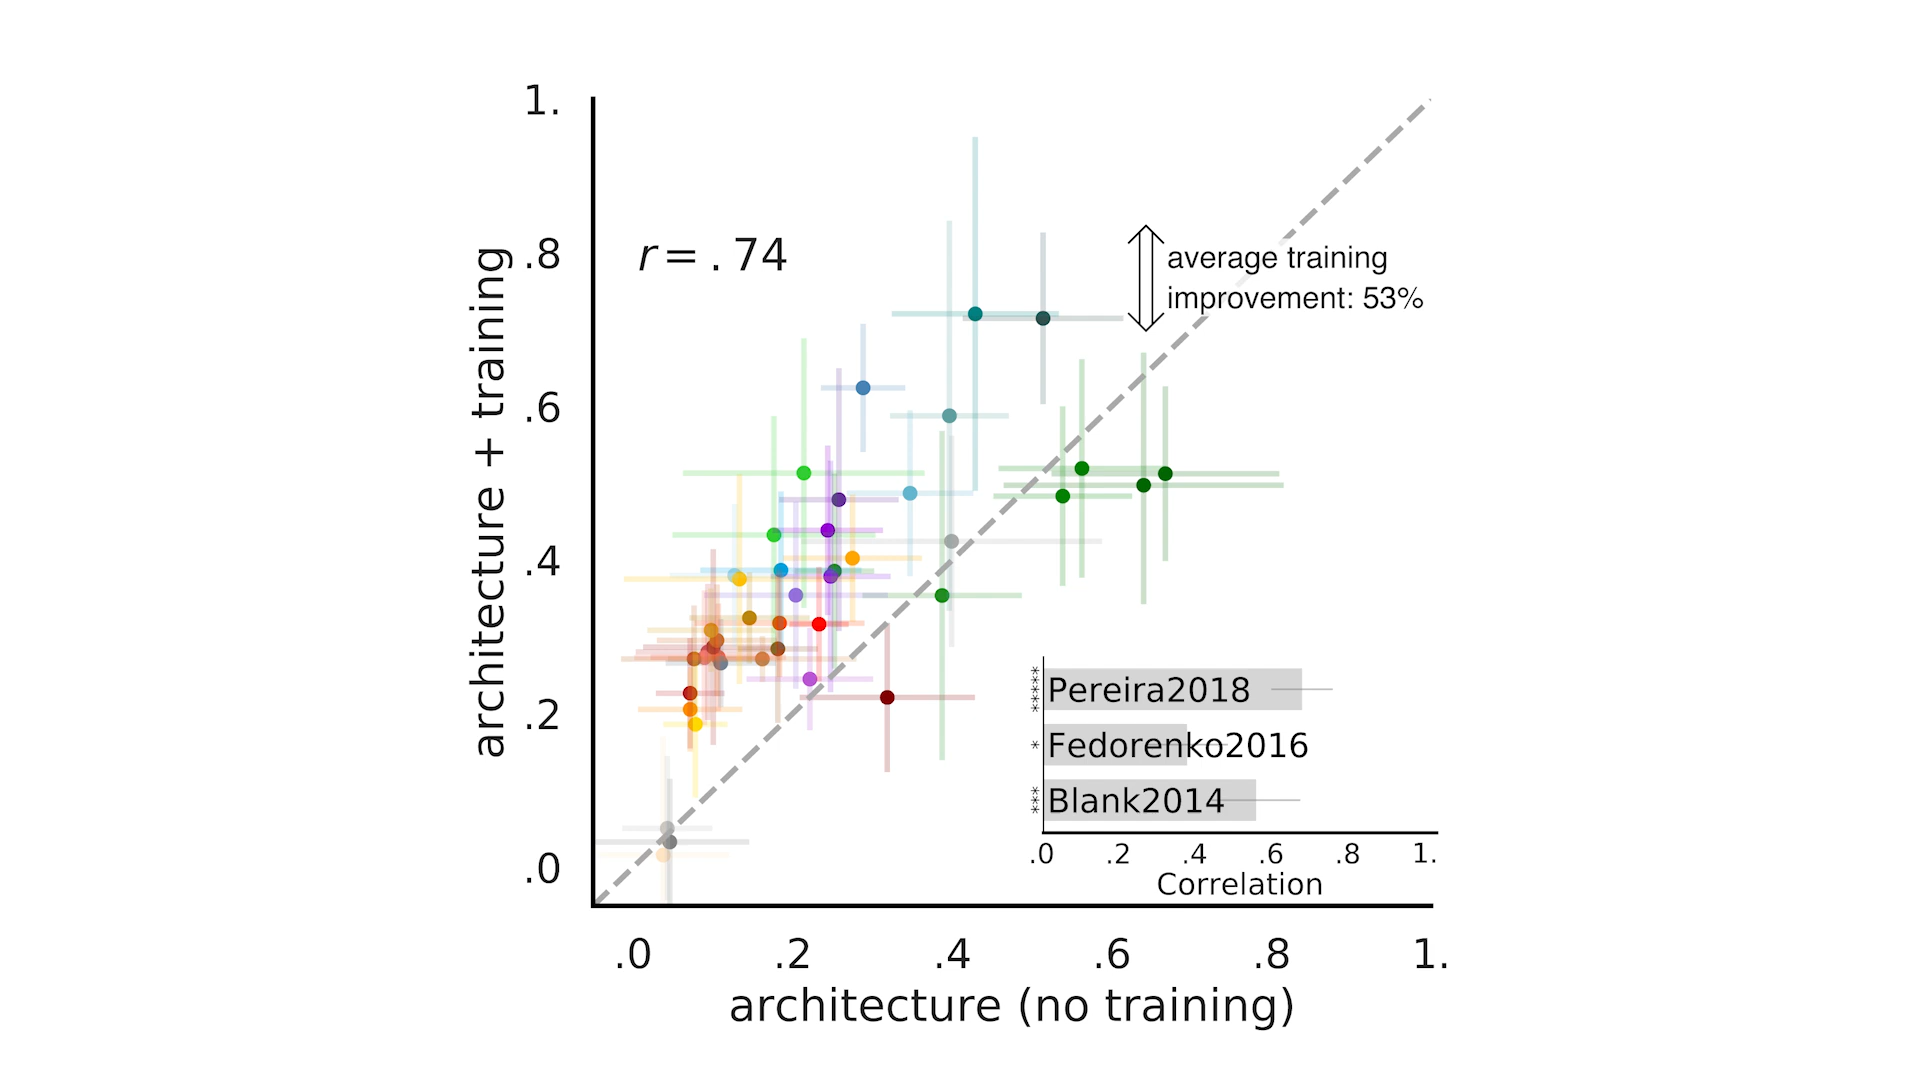 1.
.8
.6
.4
.2
.0
architecture + training
r = .74
average training
improvement: 53%
*****
Pereira2018
*
Fedorenko2016
****
Blank2014
.0 .2 .4 .6 .8 1.
Correlation
.0 .2 .4 .6 .8 1.
architecture (no training)